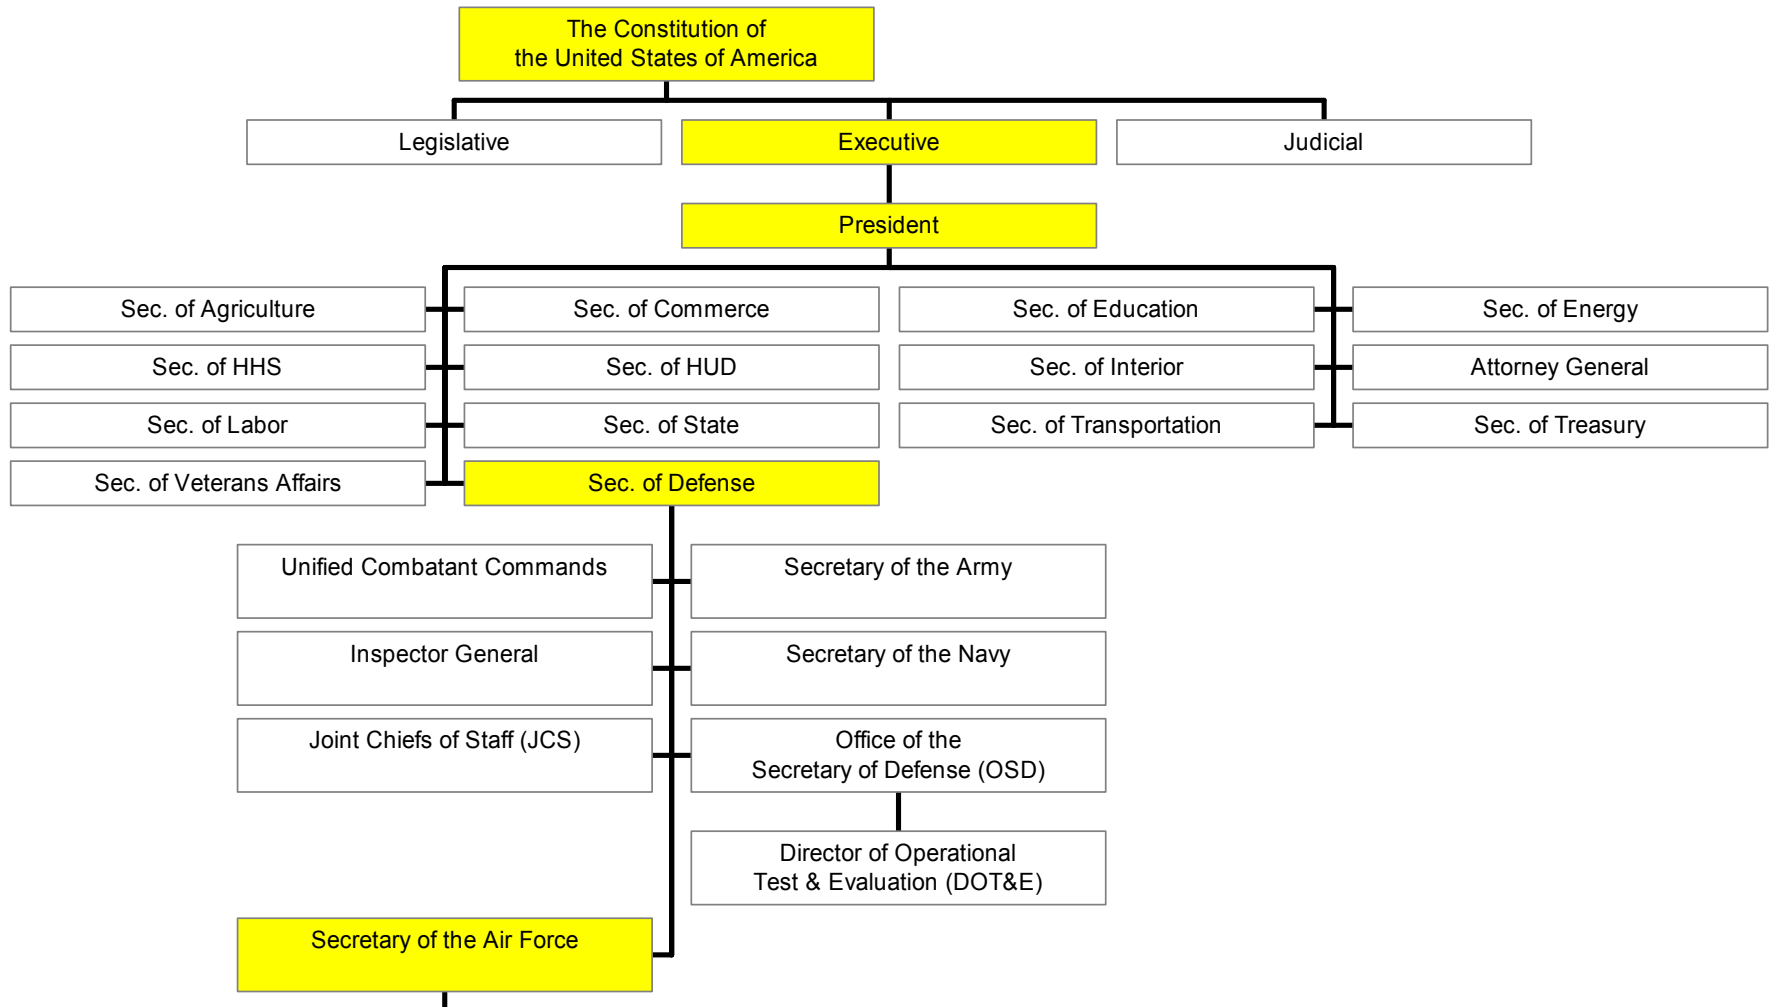 The Constitution of
the United States of America
Legislative
Executive
Judicial
President
Sec. of Agriculture
Sec. of Commerce
Sec. of Education
Sec. of Energy
Sec. of HHS
Sec. of HUD
Sec. of Interior
Attorney General
Sec. of Labor
Sec. of State
Sec. of Transportation
Sec. of Treasury
Sec. of Veterans Affairs
Sec. of Defense
Unified Combatant Commands
Secretary of the Army
Inspector General
Secretary of the Navy
Joint Chiefs of Staff (JCS)
Office of the
Secretary of Defense (OSD)
Director of Operational
Test & Evaluation (DOT&E)
Secretary of the Air Force